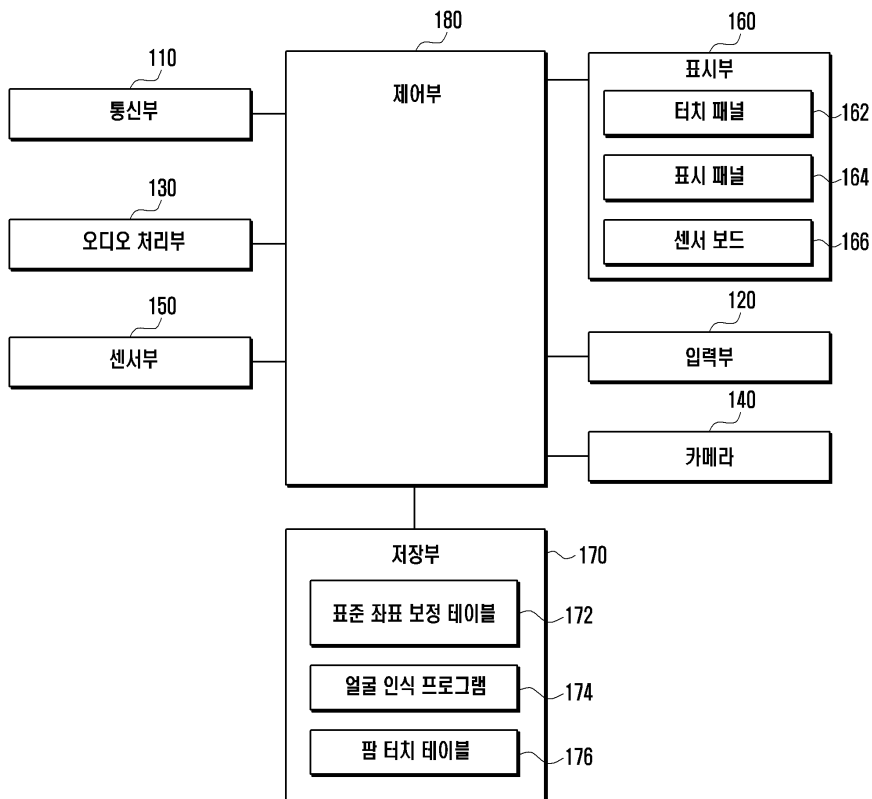 180
제어부
110
통신부
130
오디오 처리부
150
센서부
160
표시부
터치 패널
162
표시 패널
164
센서 보드
166
120
입력부
140
카메라
저장부
170
표준 좌표 보정 테이블
172
얼굴 인식 프로그램
174
팜 터치 테이블
176